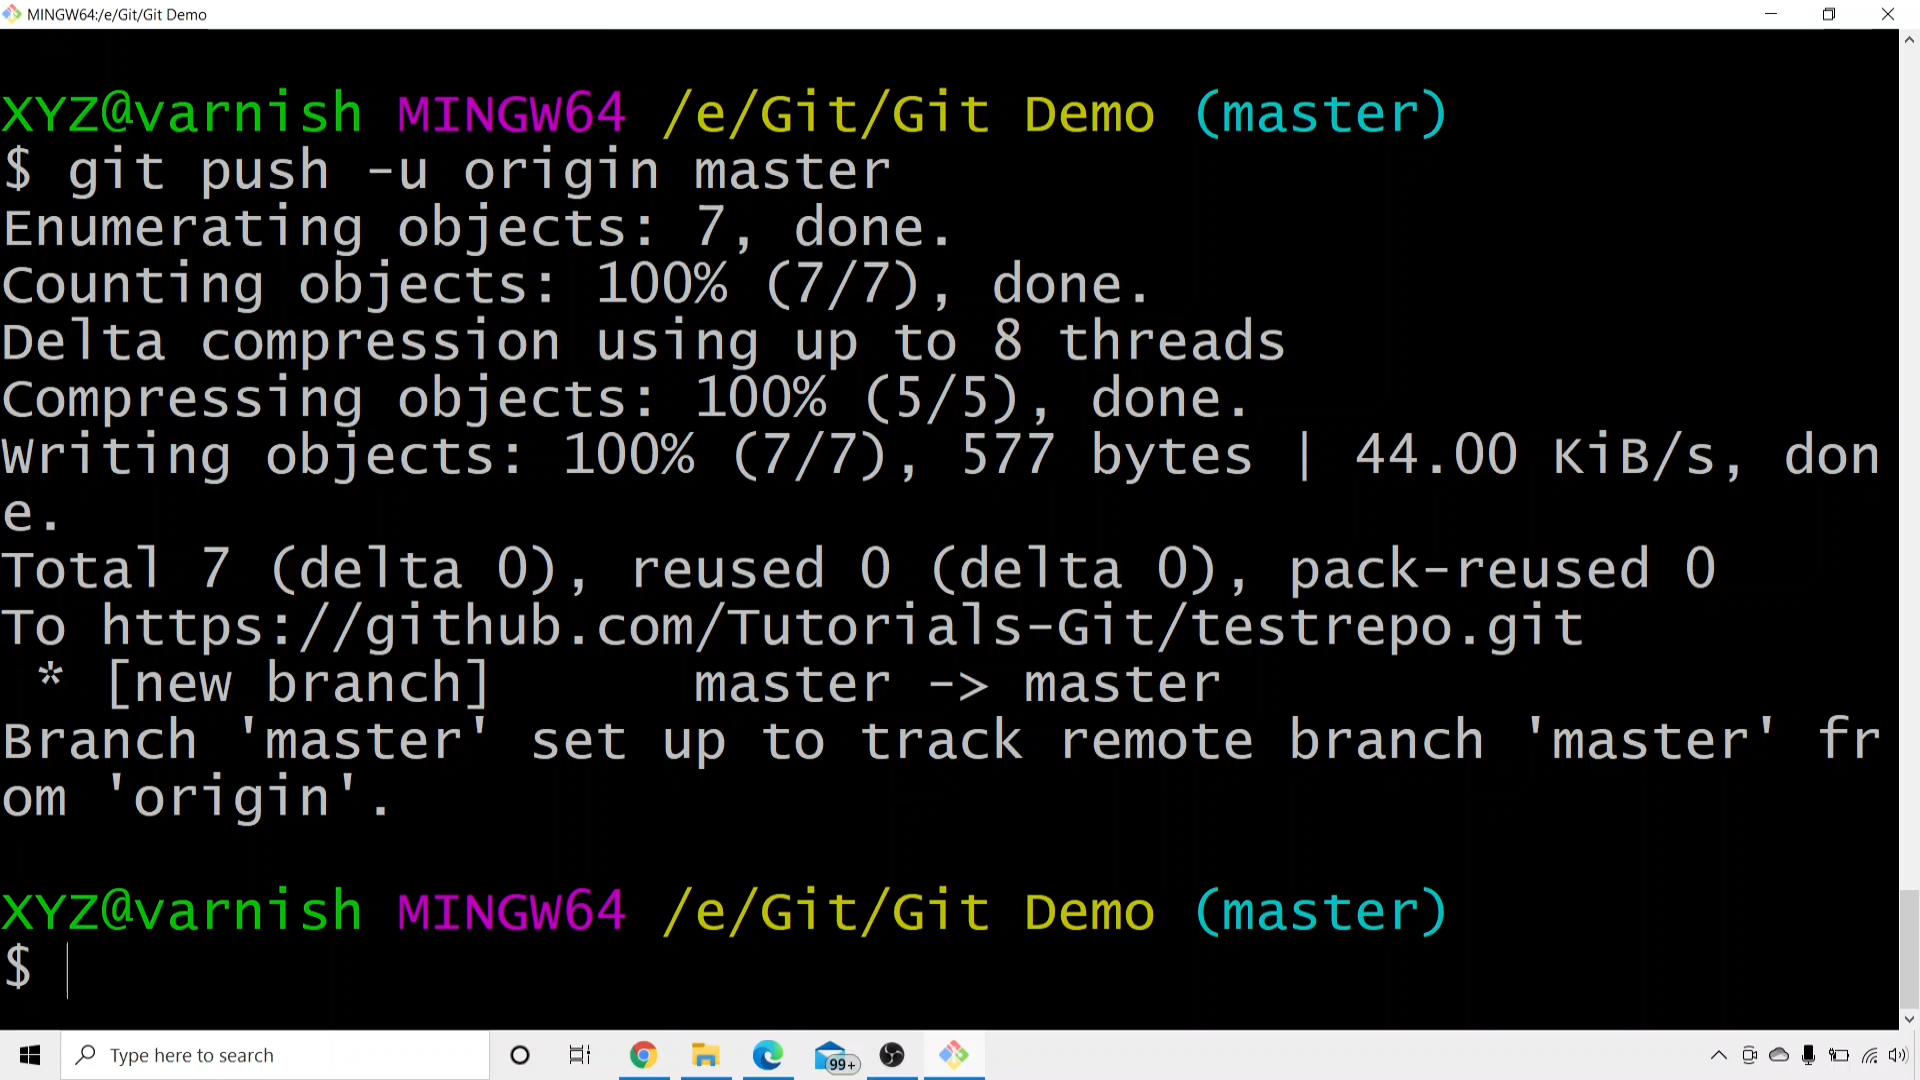 MINGW64:/e/Git/Git Demo
XYZ@varnish MINGW64 /e/Git/Git Demo (master)
$ git push -u origin master
Enumerating objects: 7, done.
Counting objects: 100% (7/7), done.
Delta compression using up to 8 threads
Compressing objects: 100% (5/5), done.
Writing objects: 100% (7/7), 577 bytes | 44.00 KiB/s, don
e.
Total 7 (delta 0), reused 0 (delta 0), pack-reused 0
To https://github.com/Tutorials-Git/testrepo.git
 * [new branch]      master -> master
Branch 'master' set up to track remote branch 'master' fr
om 'origin'.
XYZ@varnish MINGW64 /e/Git/Git Demo (master)
$
Type here to search
99+